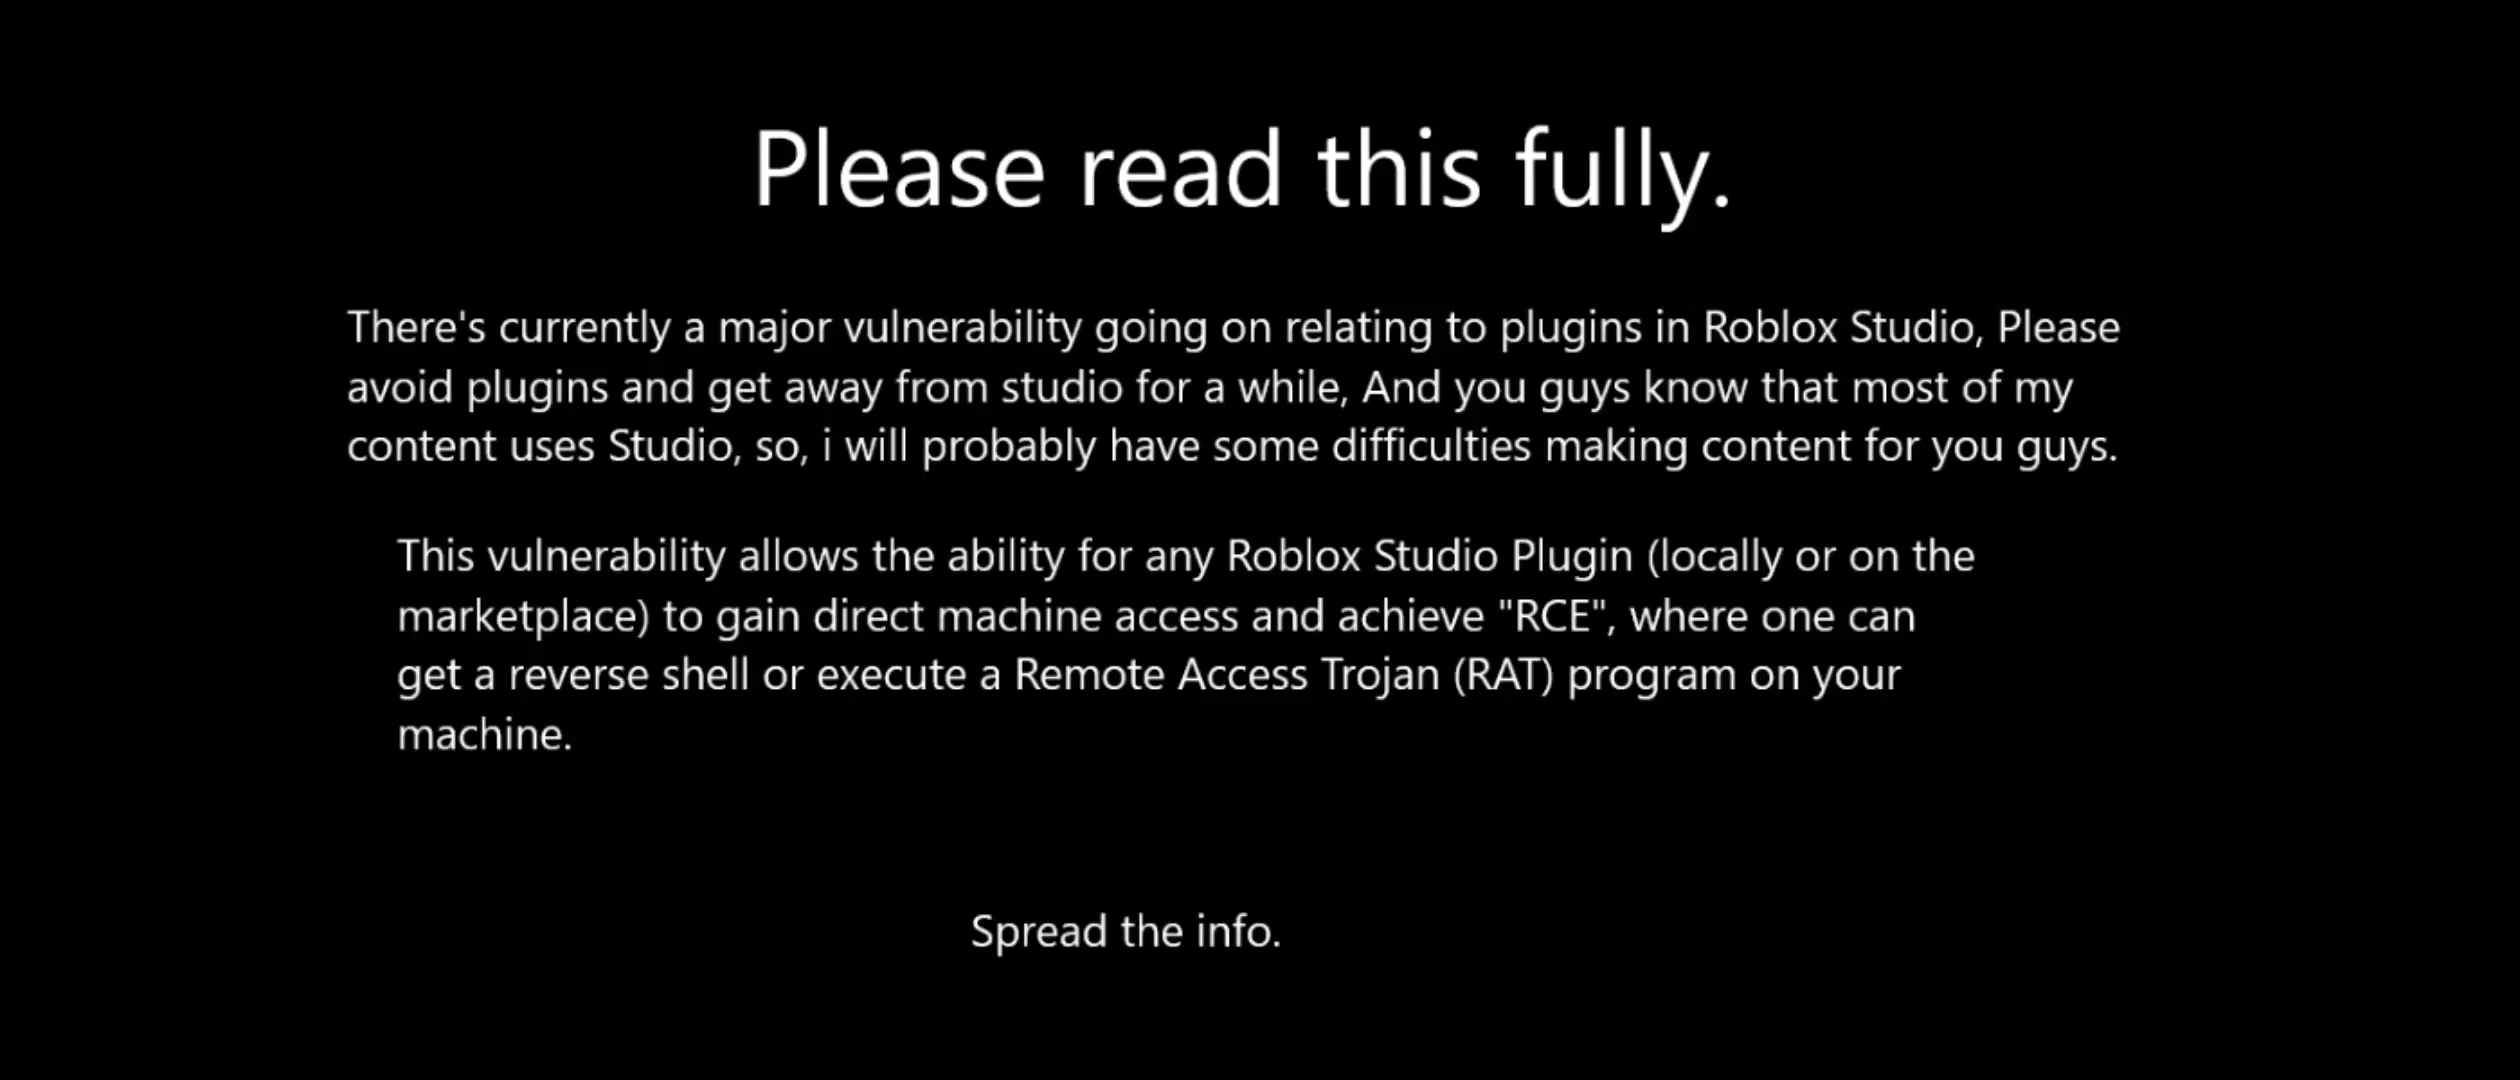 Please read this fully.
There's currently a major vulnerability going on relating to plugins in Roblox Studio, Please
avoid plugins and get away from studio for a while, And you guys know that most of my
content uses Studio, so, i will probably have some difficulties making content for you guys.
This vulnerability allows the ability for any Roblox Studio Plugin (locally or on the
marketplace) to gain direct machine access and achieve "RCE", where one can
get a reverse shell or execute a Remote Access Trojan (RAT) program on your
machine.
Spread the info.